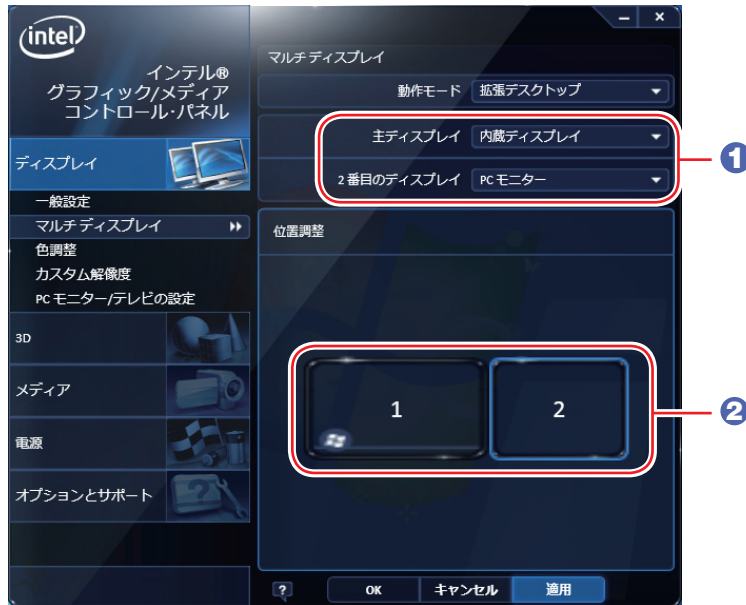 intel
インテル®
グラフィック/メディア
コントロール・パネル
ディスプレイ
一般設定
マルチディスプレイ
色調整
カスタム解像度
PC モニター/テレビの設定
3D
メディア
電源
オプションとサポート
マルチディスプレイ
動作モード 拡張デスクトップ
主ディスプレイ 内蔵ディスプレイ
2 番目のディスプレイ PC モニター
1
位置調整
1
2
2
? OK キャンセル 適用